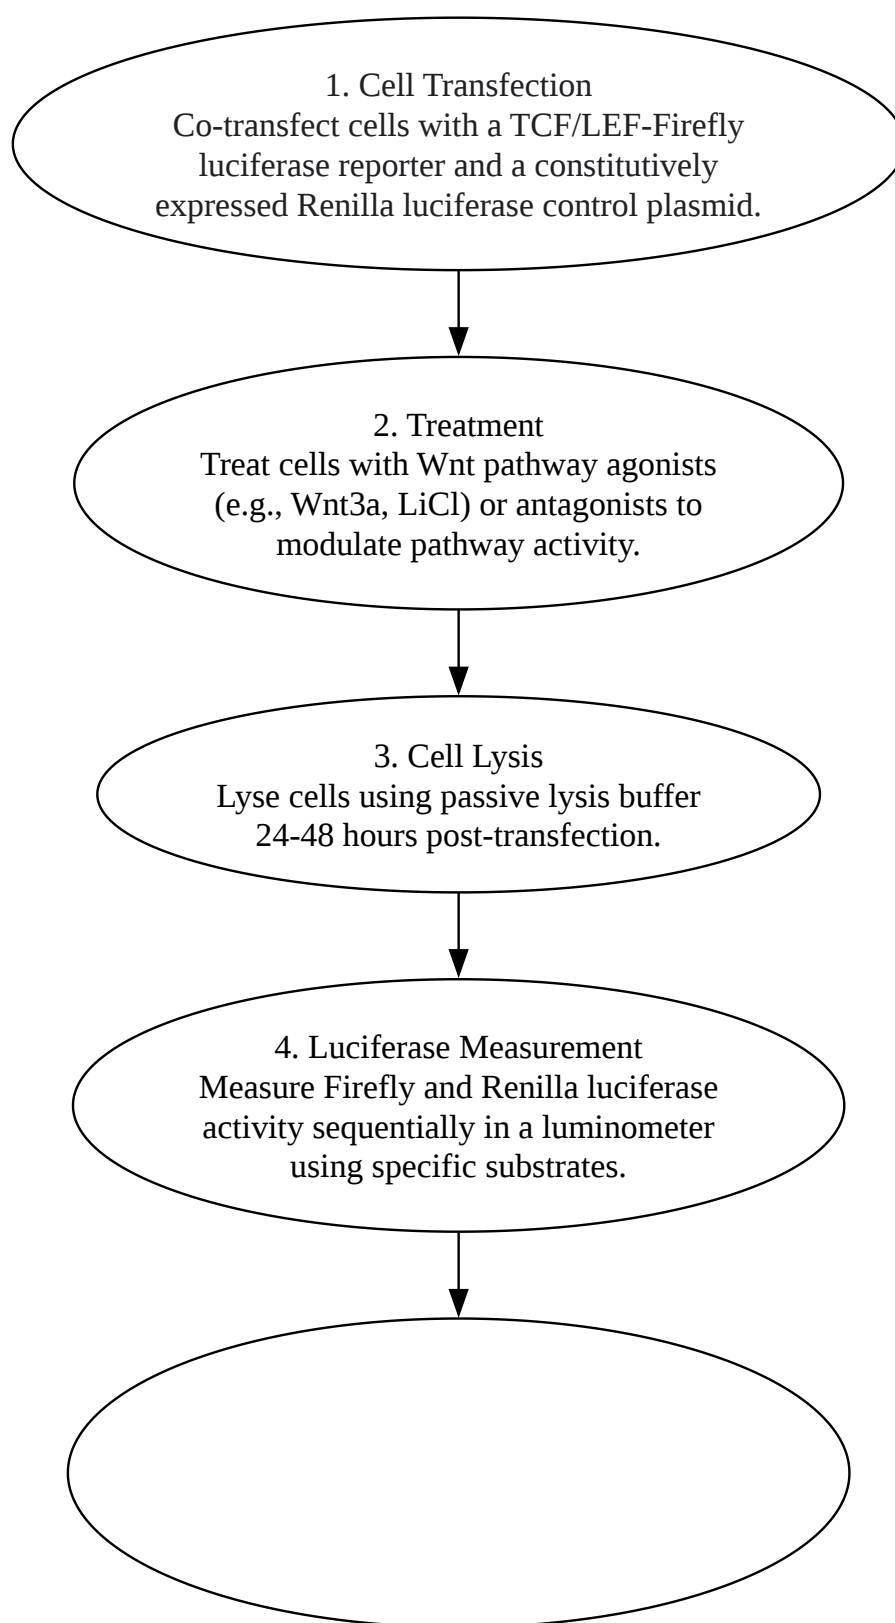 1. Cell Transfection
Co-transfect cells with a TCF/LEF-Firefly
luciferase reporter and a constitutively
expressed Renilla luciferase control plasmid.
2. Treatment
Treat cells with Wnt pathway agonists
(e.g., Wnt3a, LiCl) or antagonists to
modulate pathway activity.
3. Cell Lysis
Lyse cells using passive lysis buffer
24-48 hours post-transfection.
4. Luciferase Measurement
Measure Firefly and Renilla luciferase
activity sequentially in a luminometer
using specific substrates.